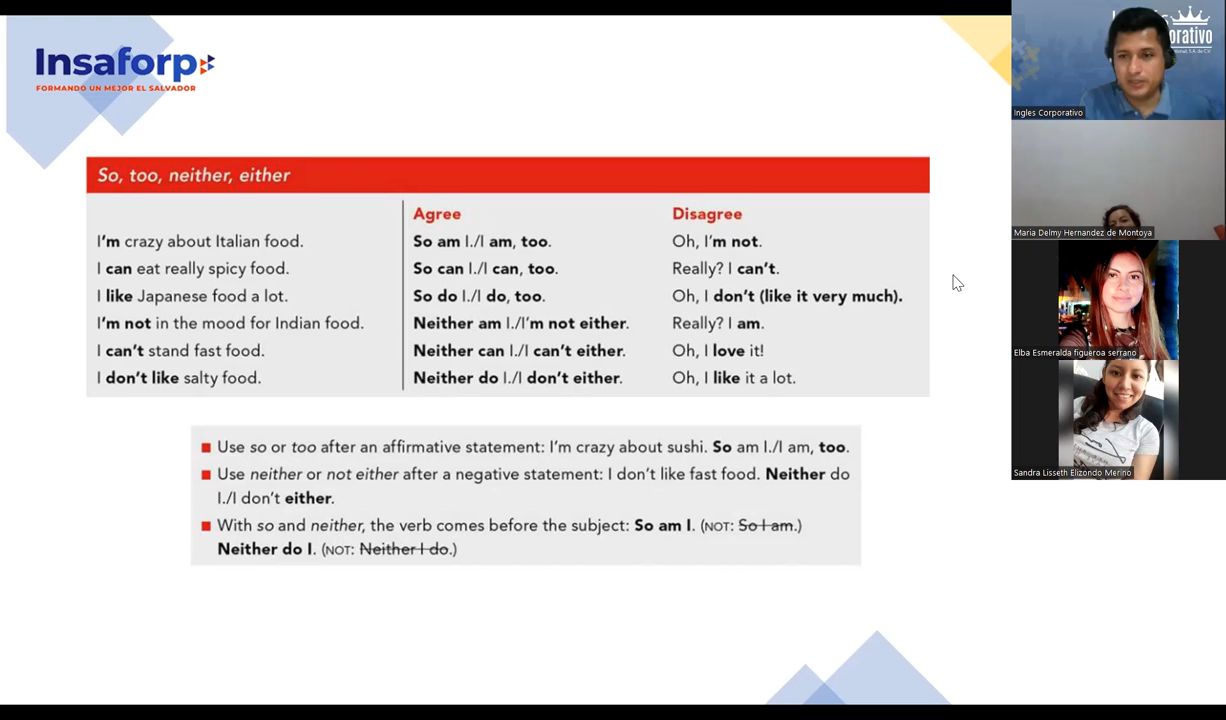 Insaforp
FORMANDO UN MEJOR EL SALVADOR
So, too, neither, either
Agree Disagree
I'm crazy about Italian food. So am I./I am, too. Oh, I'm not.
I can eat really spicy food. So can I./I can, too. Really? I can't.
I like Japanese food a lot. So do I./I do, too. Oh, I don't (like it very much).
I'm not in the mood for Indian food. Neither am I./I'm not either. Really? I am.
I can't stand fast food. Neither can I./I can't either. Oh, I love it!
I don't like salty food. Neither do I./I don't either. Oh, I like it a lot.
Use so or too after an affirmative statement: I'm crazy about sushi. So am I./I am, too.
Use neither or not either after a negative statement: I don't like fast food. Neither do
I./I don't either.
With so and neither, the verb comes before the subject: So am I. (NOT: So I am.)
Neither do I. (NOT: Neither I do.)
Ingles Corporativo
Maria Delmy Hernandez de Montoya
Elba Esmeralda figueroa serrano
Sandra Lisseth Elizondo Merino